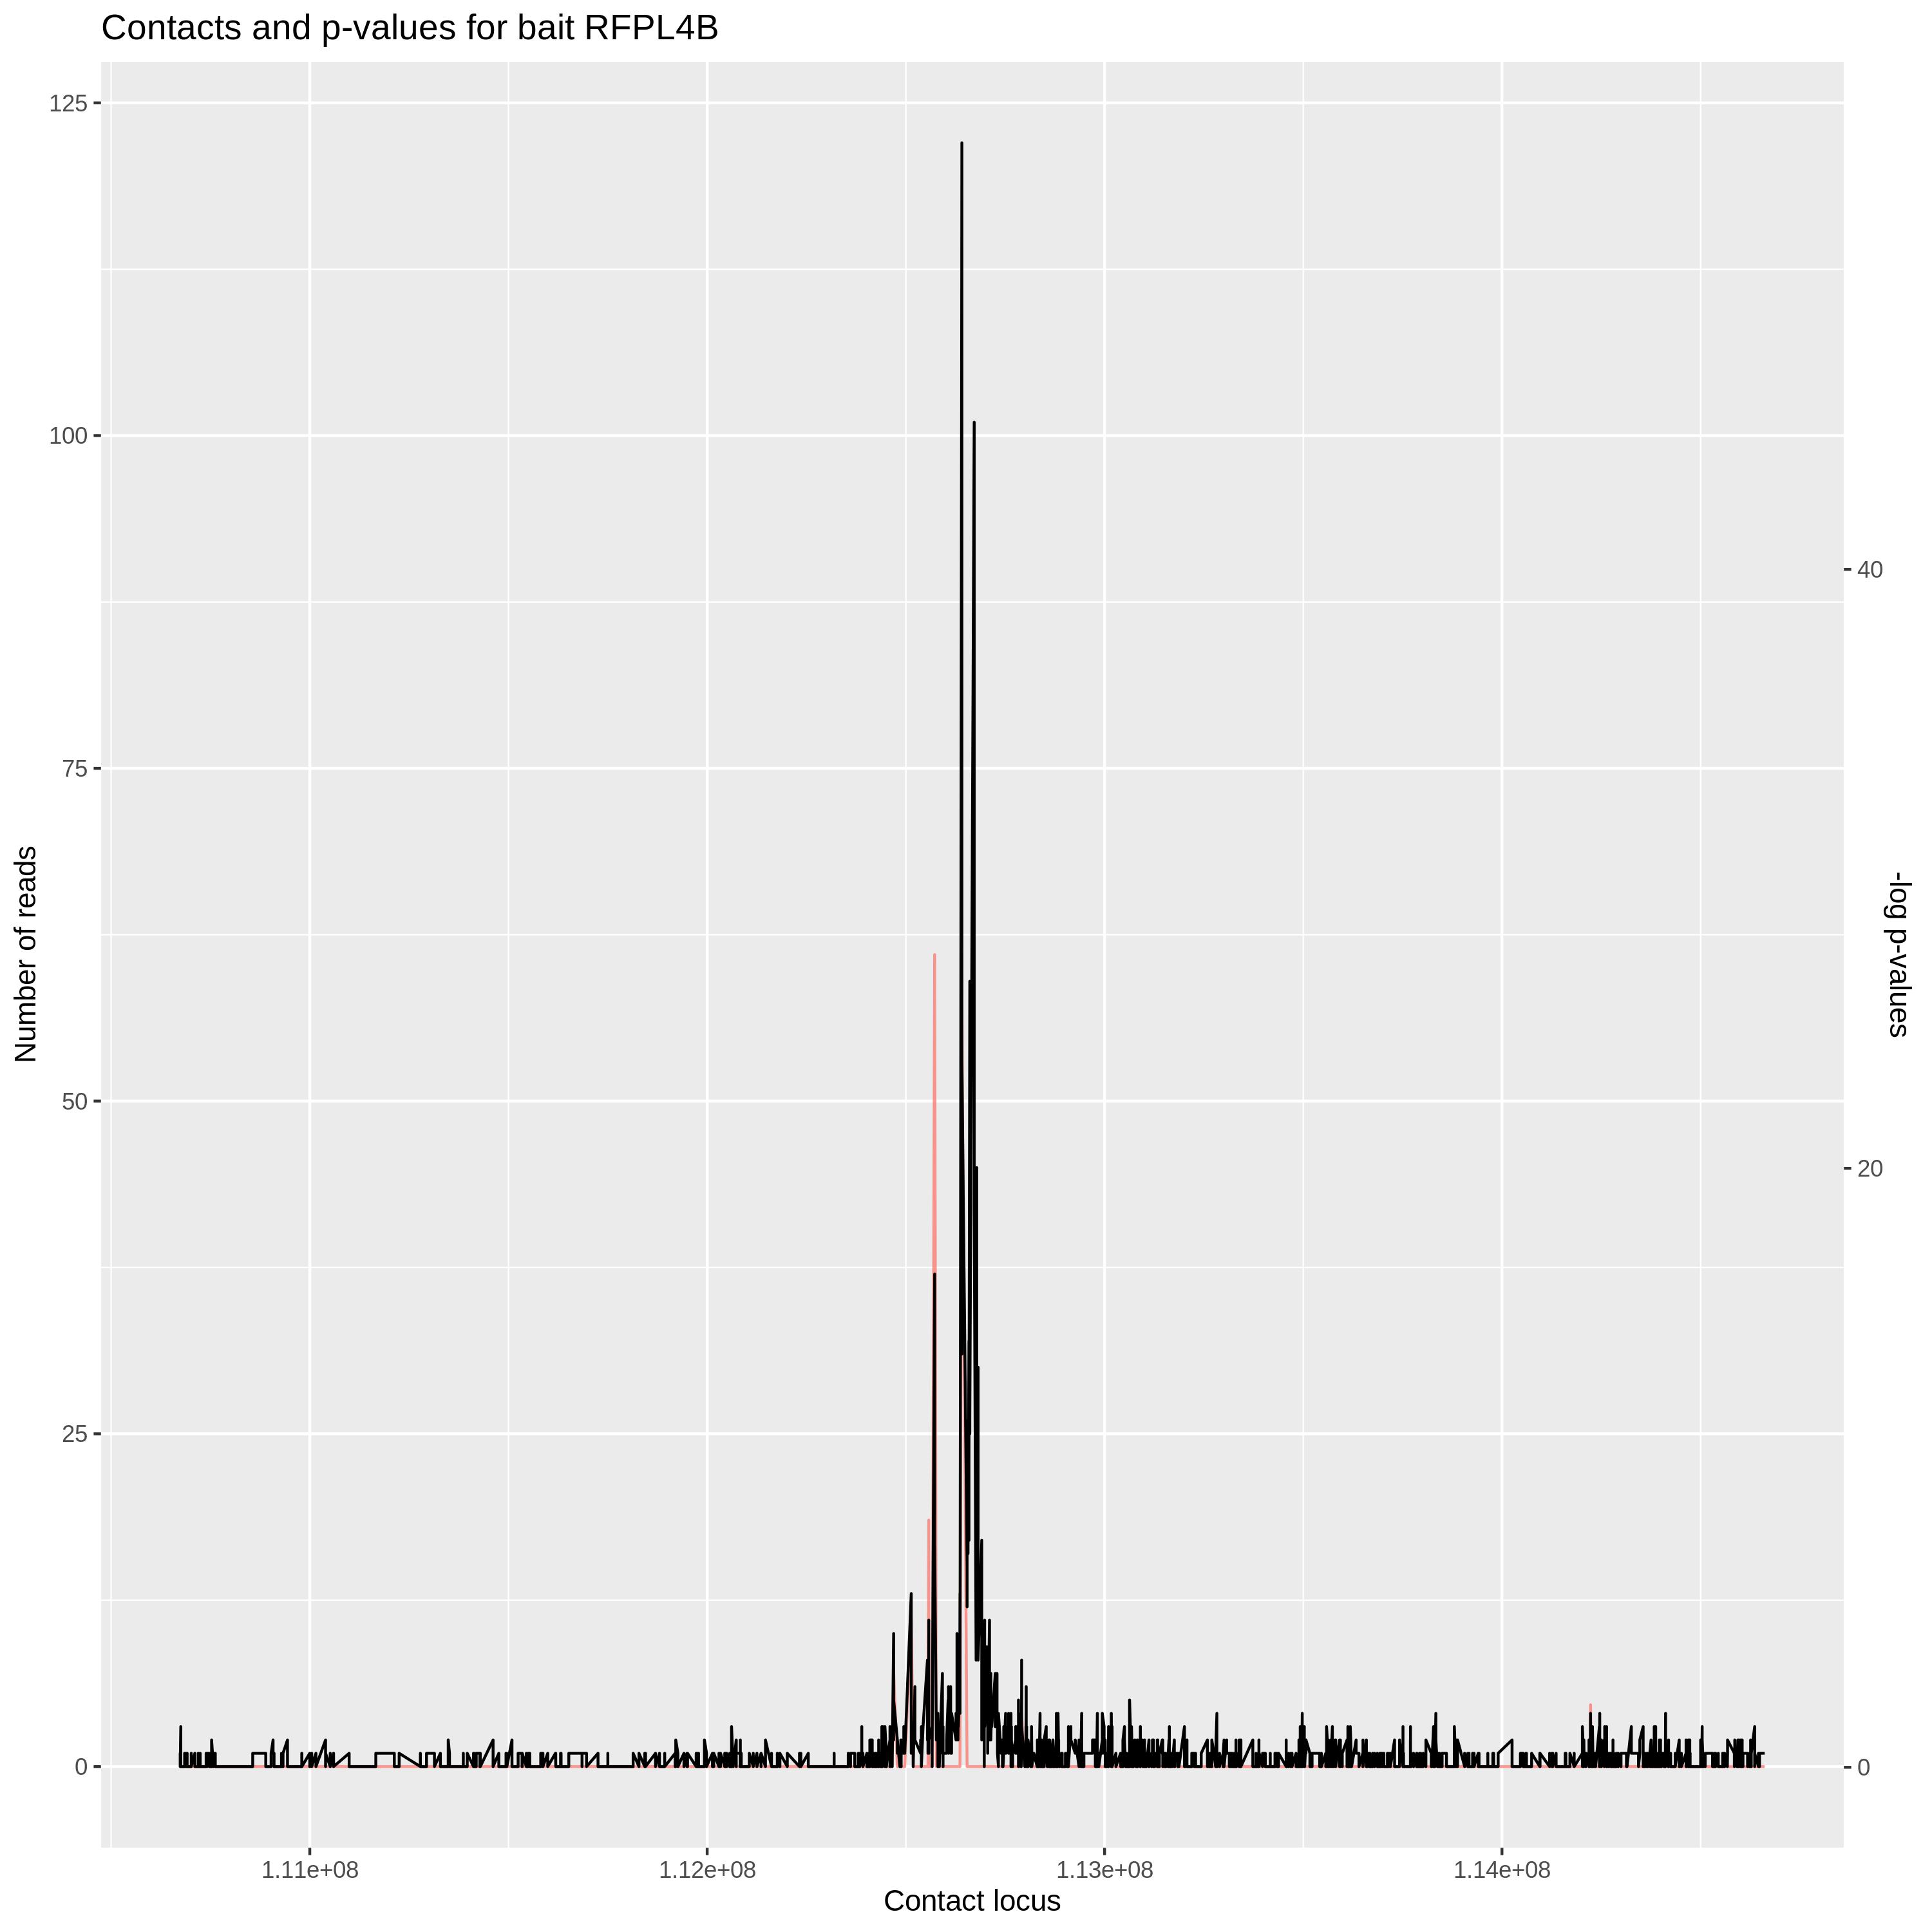 Contacts and p-values for bait RFPL4B
125
100
75
50
25
0
Number of reads
40
20
0
-log p-values
1.11e+08
1.12e+08
1.13e+08
1.14e+08
Contact locus